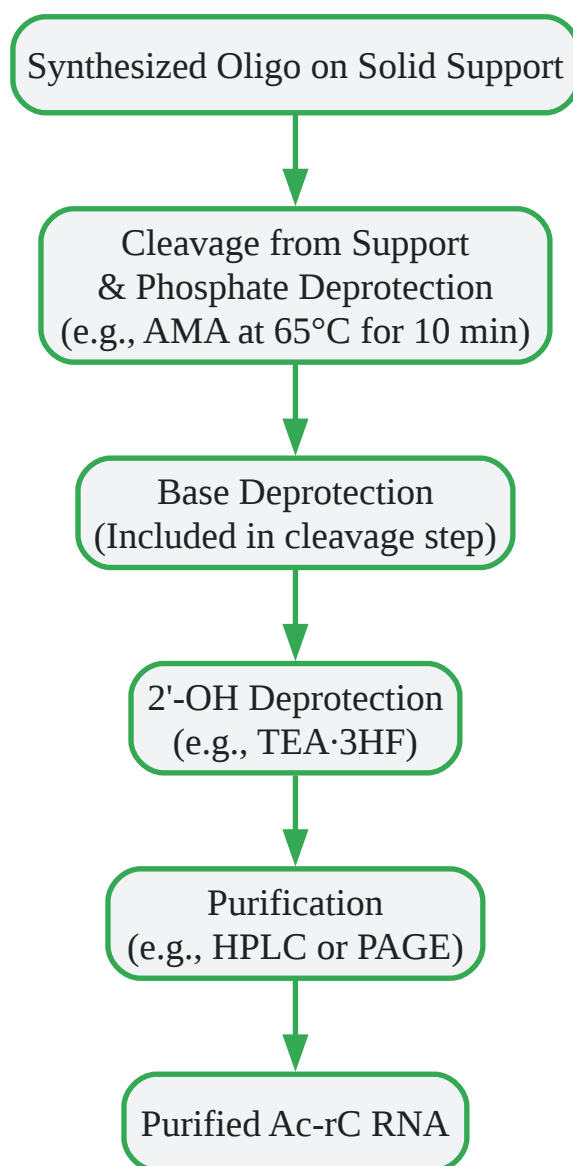 Synthesized Oligo on Solid Support
Cleavage from Support
& Phosphate Deprotection
(e.g., AMA at 65°C for 10 min)
Base Deprotection
(Included in cleavage step)
2'-OH Deprotection
(e.g., TEA·3HF)
Purification
(e.g., HPLC or PAGE)
Purified Ac-rC RNA